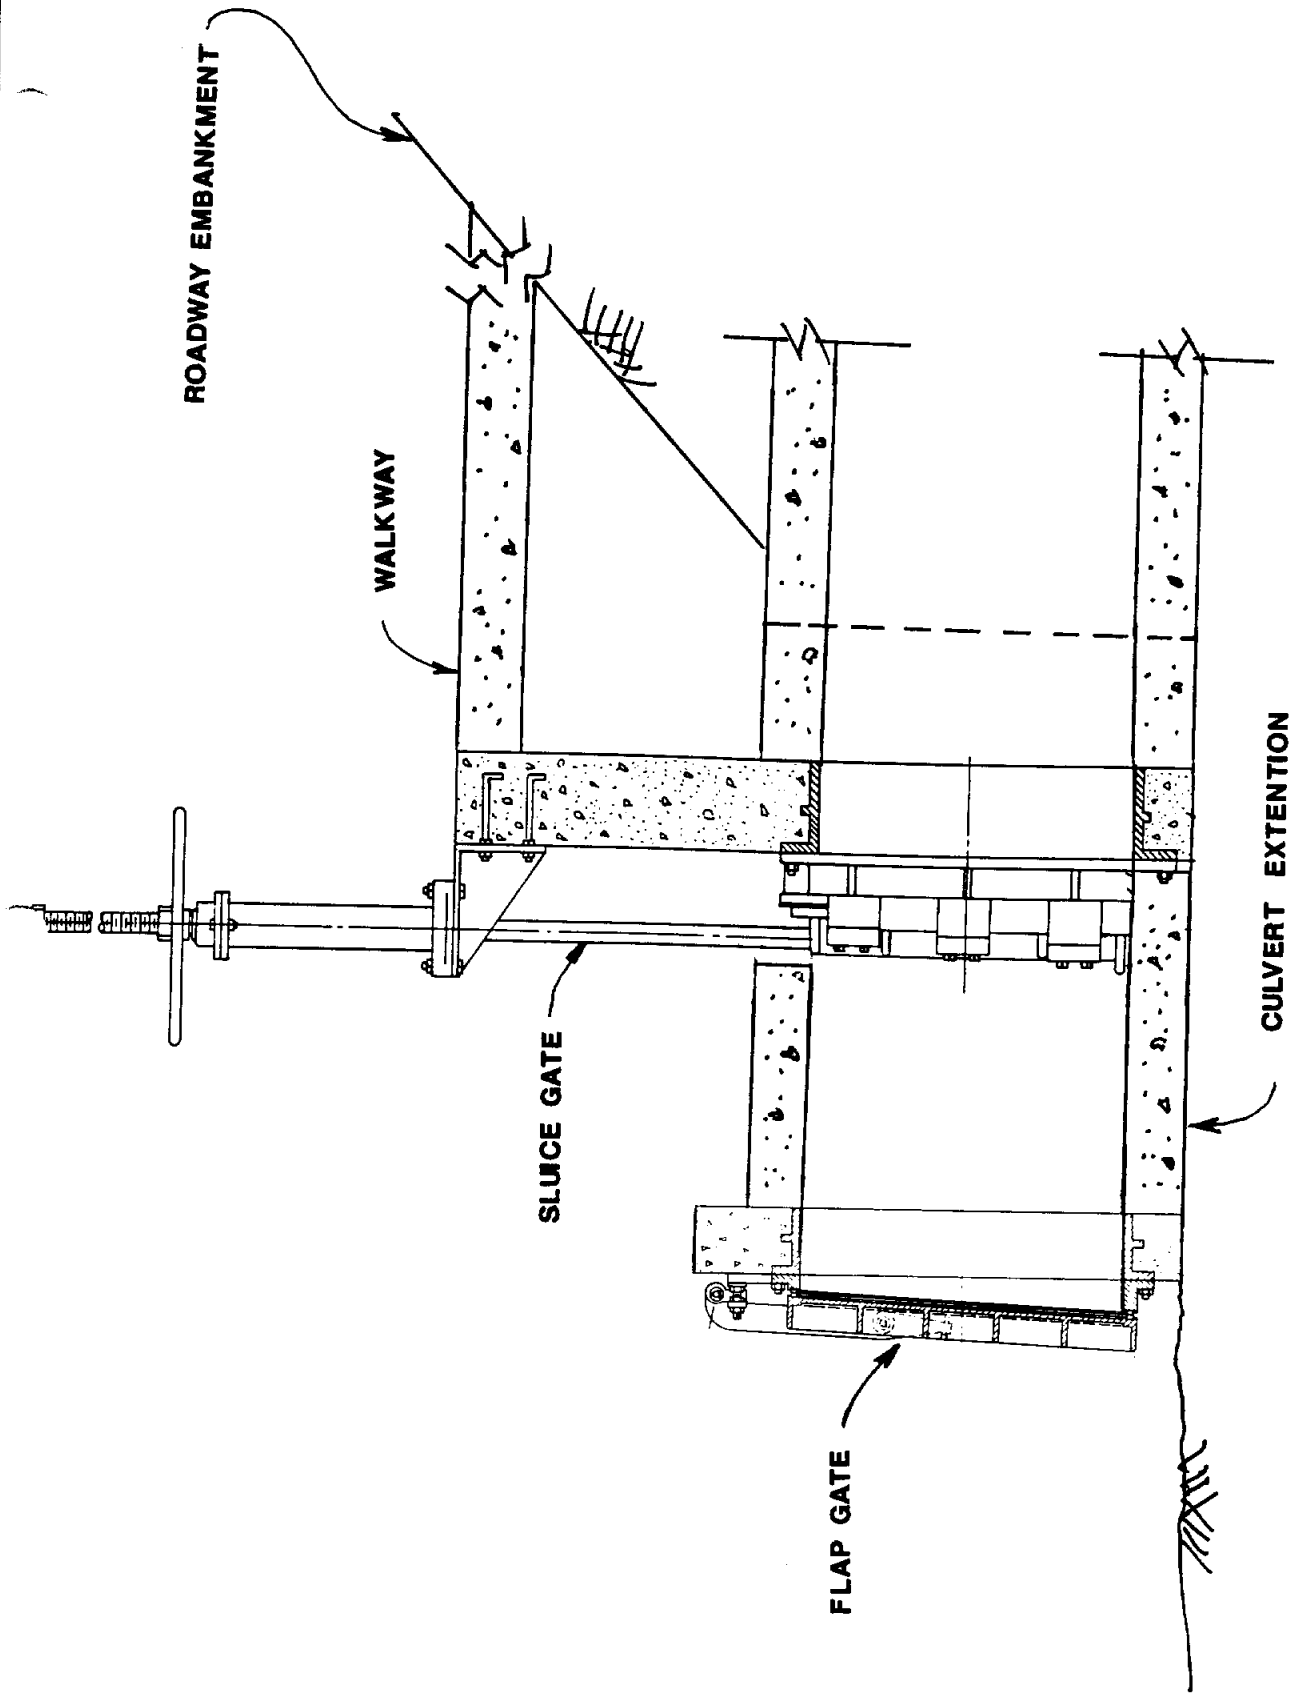 ROADWAY EMBANKMENT
WALKWAY
SLUICE GATE
FLAP GATE
CULVERT EXTENTION